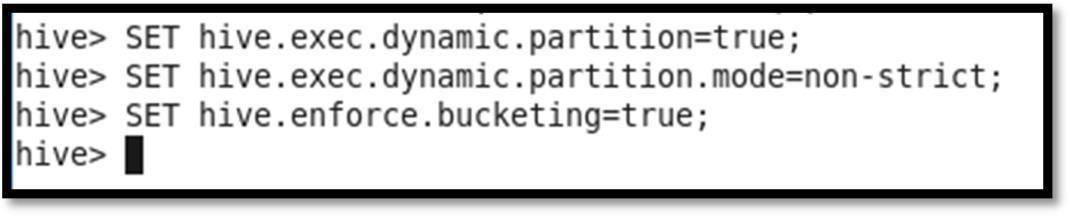 hive> SET hive.exec.dynamic.partition=true;
hive> SET hive.exec.dynamic.partition.mode=non-strict;
hive> SET hive.enforce.bucketing=true;
hive>